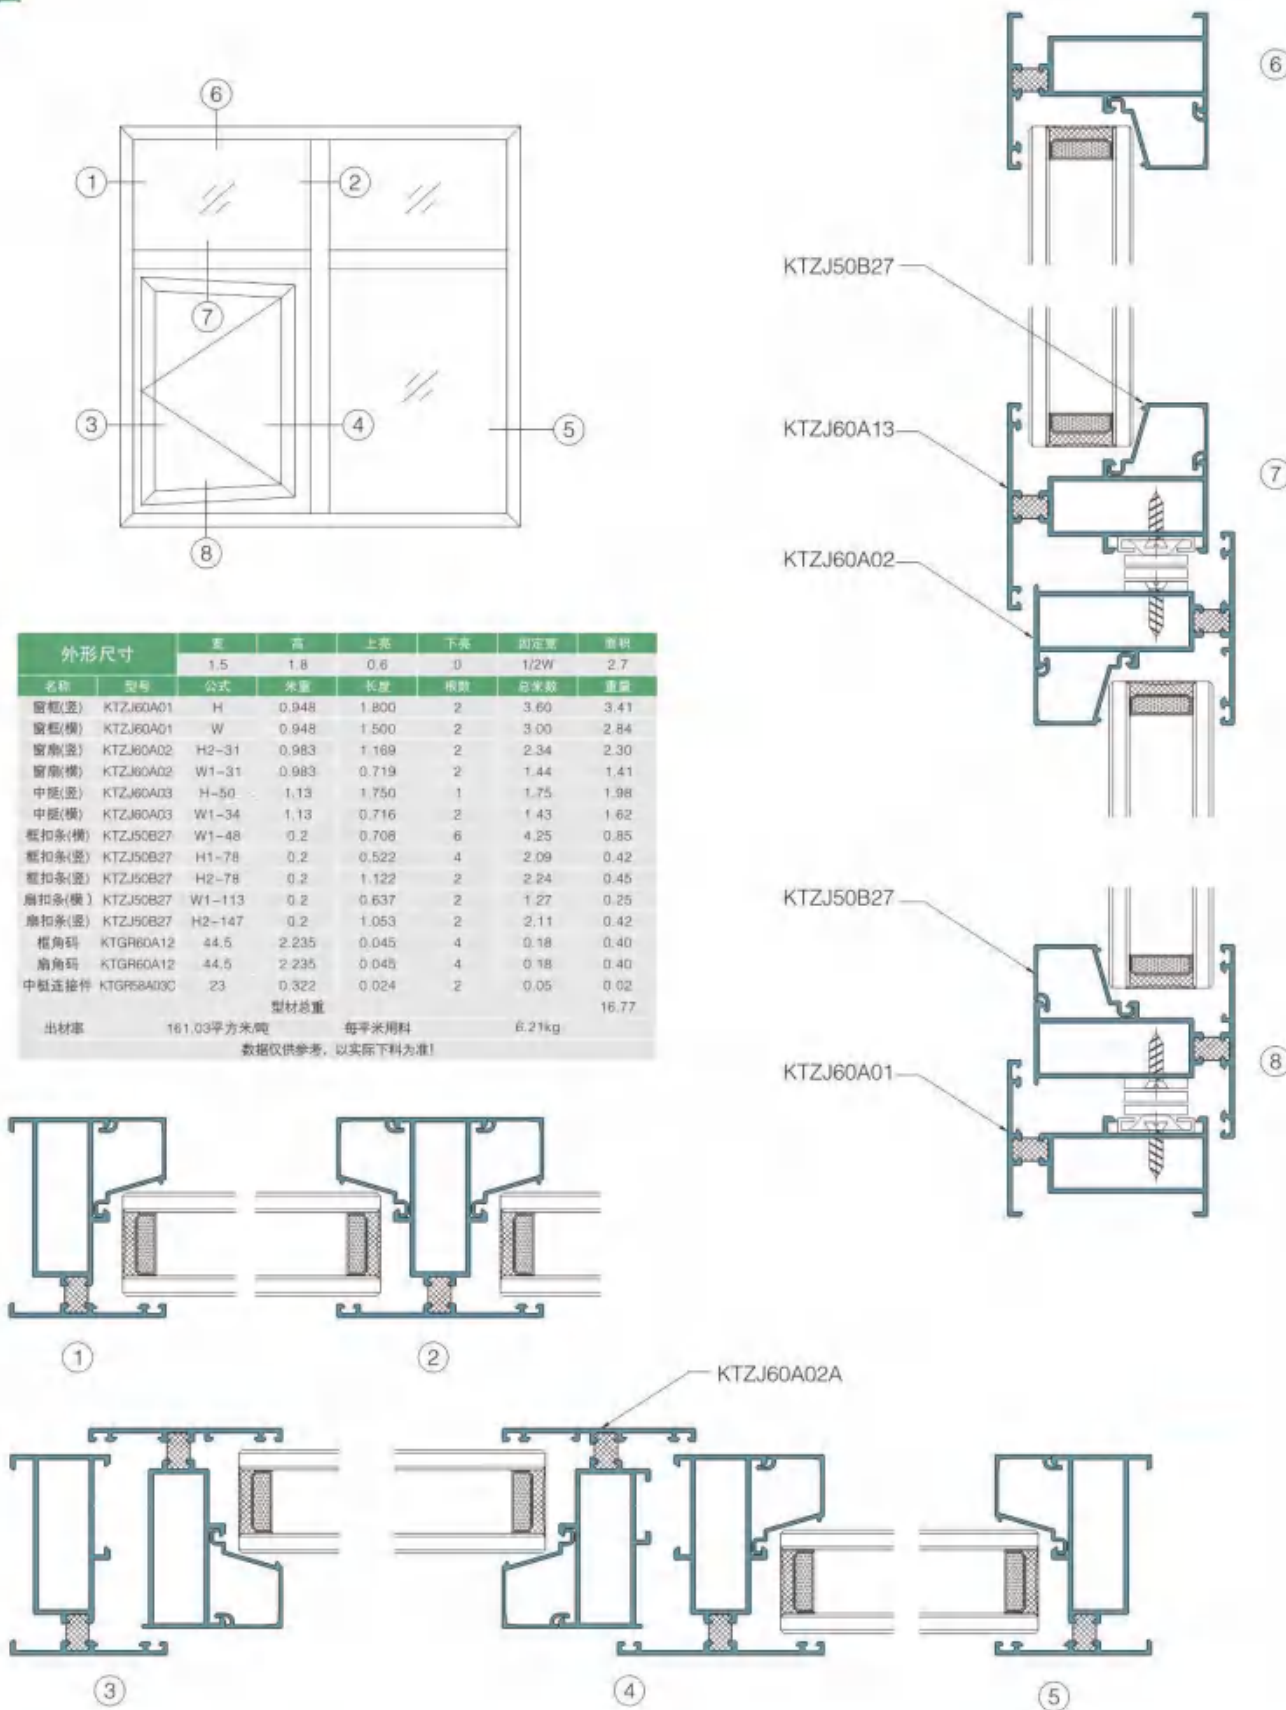 ⑥
①
②
⑦
③
④
⑤
⑧
外形尺寸 宽 高 上亮 下亮 固定宽 面积
1.5 1.8 0.6 0 1/2W 2.7
名称 型号 公式 米重 长度 根数 总米数 重量
窗框(竖) KTZJ60A01 H 0.948 1.800 2 3.60 3.41
窗框(横) KTZJ60A01 W 0.948 1.500 2 3.00 2.84
窗扇(竖) KTZJ60A02 H2-31 0.983 1.169 2 2.34 2.30
窗扇(横) KTZJ60A02 W1-31 0.983 0.719 2 1.44 1.41
中梃(竖) KTZJ60A03 H-50 1.13 1.750 1 1.75 1.98
中梃(横) KTZJ60A03 W1-34 1.13 0.716 2 1.43 1.62
框扣条(横) KTZJ50B27 W1-48 0.2 0.708 6 4.25 0.85
框扣条(竖) KTZJ50B27 H1-78 0.2 0.522 4 2.09 0.42
框扣条(竖) KTZJ50B27 H2-78 0.2 1.122 2 2.24 0.45
扇扣条(横) KTZJ50B27 W1-113 0.2 0.637 2 1.27 0.25
扇扣条(竖) KTZJ50B27 H2-147 0.2 1.053 2 2.11 0.42
框角码 KTGR60A12 44.5 2.235 0.045 4 0.18 0.40
扇角码 KTGR60A12 44.5 2.235 0.045 4 0.18 0.40
中梃连接件 KTGR58A03C 23 0.322 0.024 2 0.05 0.02
型材总重 16.77
出材率 161.03平方米/吨 每平米用料 6.21kg
数据仅供参考，以实际下料为准!
⑥
KTZJ50B27
KTZJ60A13
⑦
KTZJ60A02
KTZJ50B27
KTZJ60A01
⑧
①
②
KTZJ60A02A
③
④
⑤